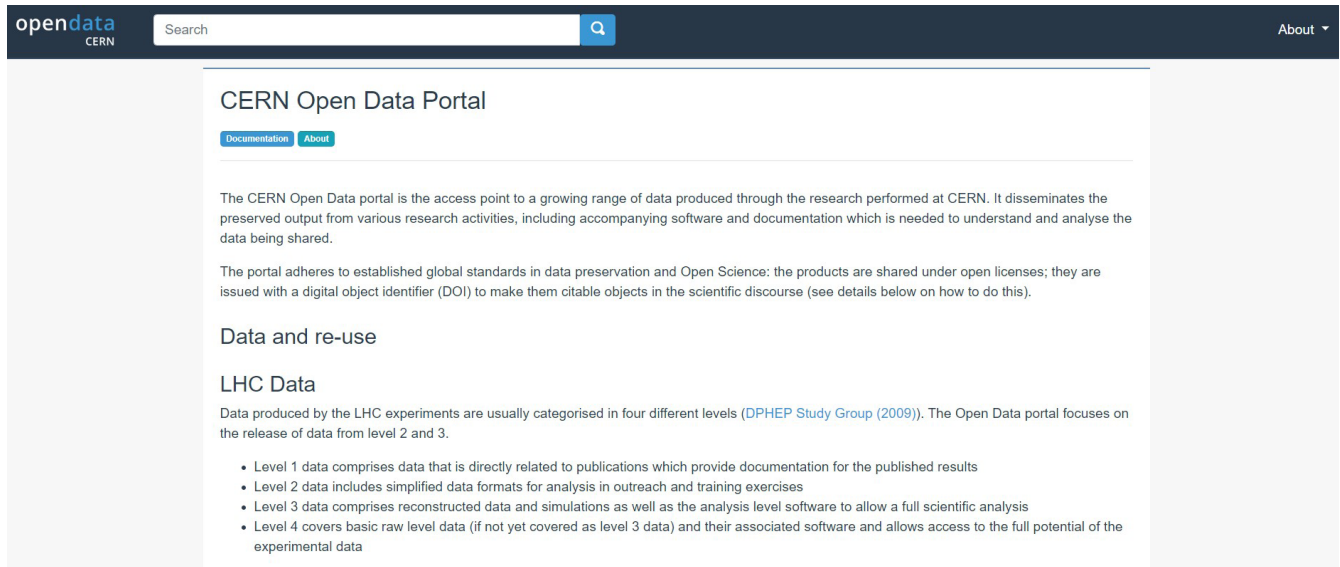 opendata
CERN
Search
About
CERN Open Data Portal
Documentation About
The CERN Open Data portal is the access point to a growing range of data produced through the research performed at CERN. It disseminates the
preserved output from various research activities, including accompanying software and documentation which is needed to understand and analyse the
data being shared.
The portal adheres to established global standards in data preservation and Open Science: the products are shared under open licenses; they are
issued with a digital object identifier (DOI) to make them citable objects in the scientific discourse (see details below on how to do this).
Data and re-use
LHC Data
Data produced by the LHC experiments are usually categorised in four different levels (DPHEP Study Group (2009)). The Open Data portal focuses on
the release of data from level 2 and 3.
• Level 1 data comprises data that is directly related to publications which provide documentation for the published results
• Level 2 data includes simplified data formats for analysis in outreach and training exercises
• Level 3 data comprises reconstructed data and simulations as well as the analysis level software to allow a full scientific analysis
• Level 4 covers basic raw level data (if not yet covered as level 3 data) and their associated software and allows access to the full potential of the
experimental data